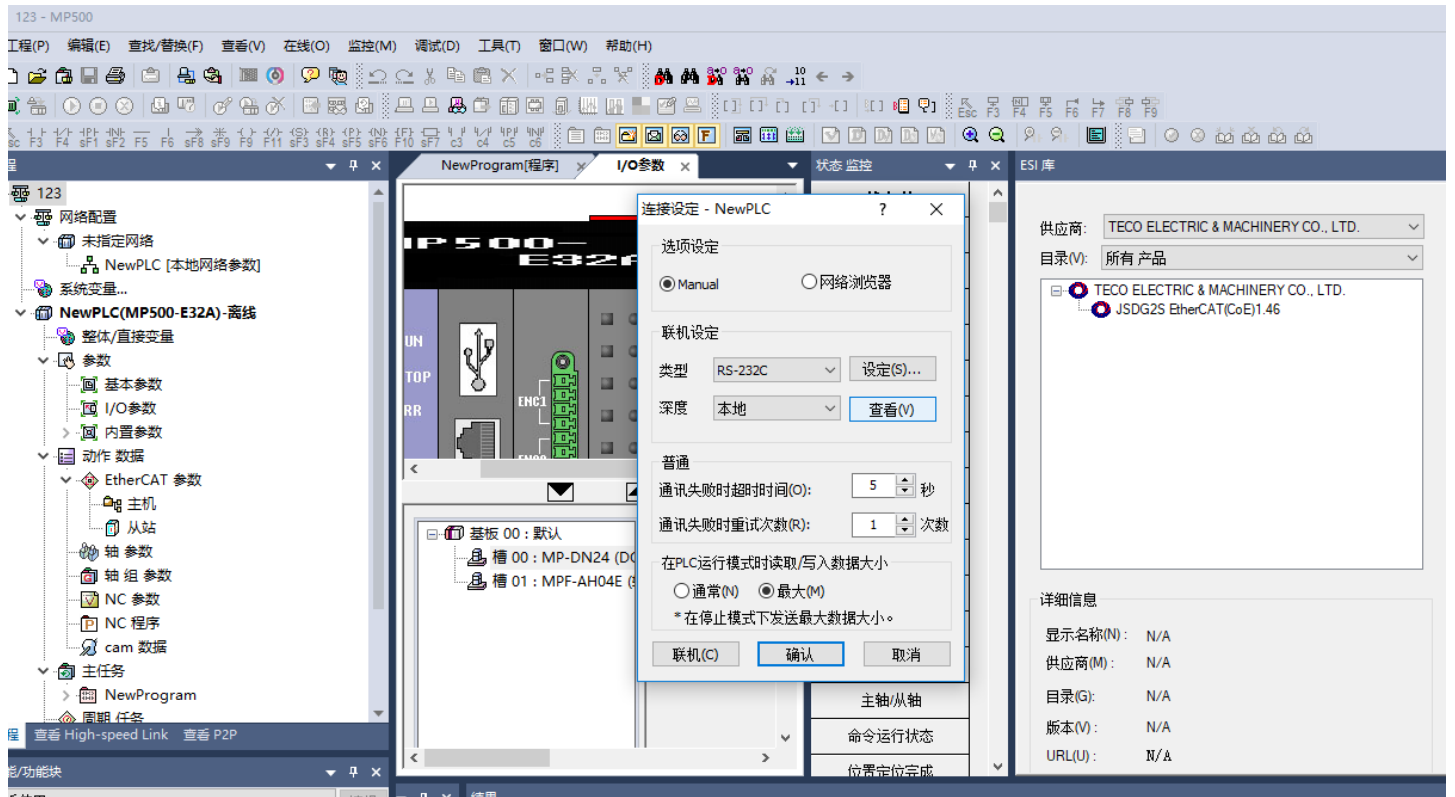 123 - MP500
工程(P) 编辑(E) 查找/替换(F) 查看(V) 在线(O) 监控(M) 调试(D) 工具(T) 窗口(W) 帮助(H)
NewProgram[程序] I/O参数
状态 监控
ESI 库
123
网络配置
未指定网络
NewPLC [本地网络参数]
系统变量...
NewPLC(MP500-E32A)-离线
整体/直接变量
参数
基本参数
I/O参数
内置参数
动作 数据
EtherCAT 参数
主机
从站
轴 参数
轴 组 参数
NC 参数
NC 程序
cam 数据
主任务
NewProgram
周期 任务
查看 High-speed Link 查看 P2P
ENC1
基板 00 : 默认
槽 00 : MP-DN24 (DC
槽 01 : MPF-AH04E (
连接设定 - NewPLC
选项设定
Manual 网络浏览器
联机设定
类型 RS-232C 设定(S)...
深度 本地 查看(V)
普通
通讯失败时超时时间(O): 5 秒
通讯失败时重试次数(R): 1 次数
在PLC运行模式时读取/写入数据大小
通常(N) 最大(M)
*在停止模式下发送最大数据大小。
联机(C) 确认 取消
主轴/从轴
命令运行状态
位置定位完成
供应商: TECO ELECTRIC & MACHINERY CO., LTD.
目录(V): 所有 产品
TECO ELECTRIC & MACHINERY CO., LTD.
JSDG2S EtherCAT(CoE)1.46
详细信息
显示名称(N) : N/A
供应商(M) : N/A
目录(G): N/A
版本(V) : N/A
URL(U) : N/A
结果